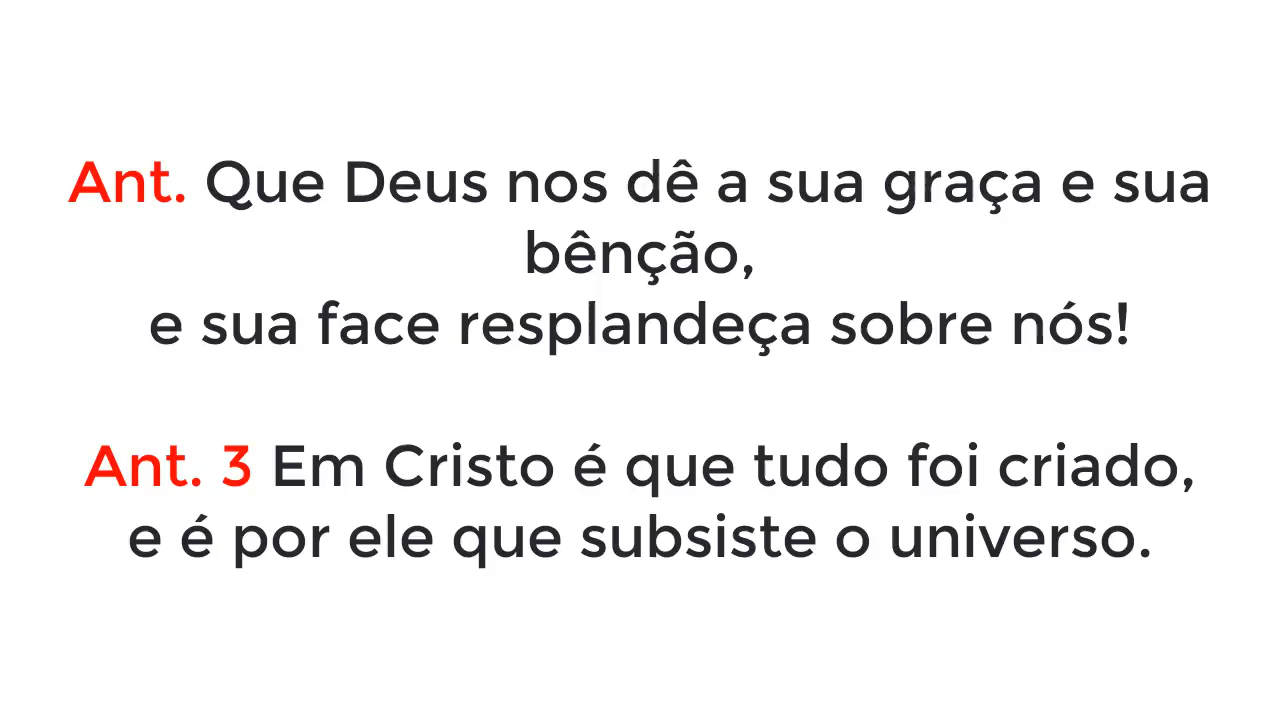 Ant. Que Deus nos dê a sua graça e sua
bênção,
e sua face resplandeça sobre nós!
Ant. 3 Em Cristo é que tudo foi criado,
e é por ele que subsiste o universo.